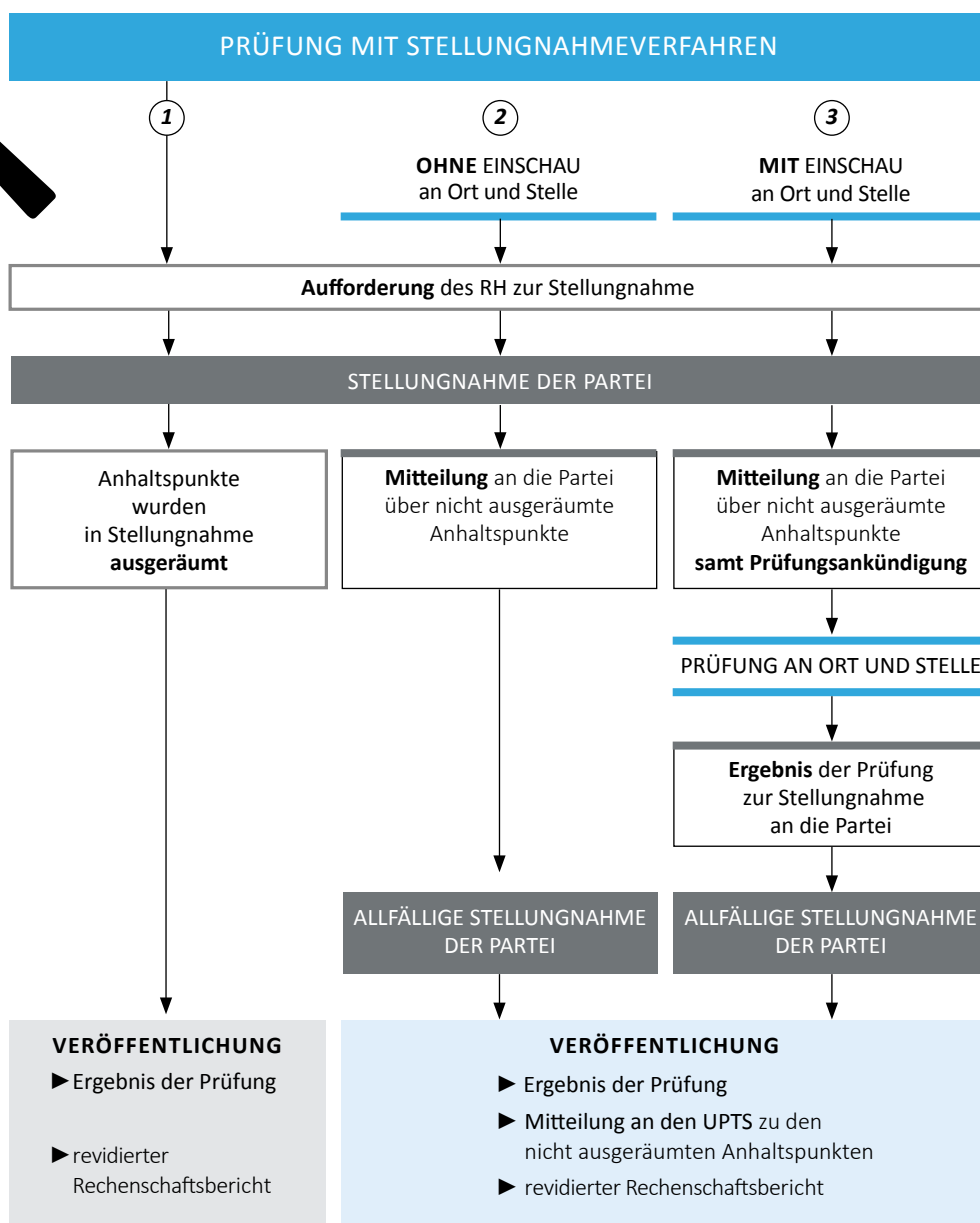 PRÜFUNG MIT STELLUNGNAHMEVERFAHREN
1
2
3
OHNE EINSCHAU
an Ort und Stelle
MIT EINSCHAU
an Ort und Stelle
Aufforderung des RH zur Stellungnahme
STELLUNGNAHME DER PARTEI
Anhaltspunkte
wurden
in Stellungnahme
ausgeräumt
Mitteilung an die Partei
über nicht ausgeräumte
Anhaltspunkte
Mitteilung an die Partei
über nicht ausgeräumte
Anhaltspunkte
samt Prüfungsankündigung
PRÜFUNG AN ORT UND STELLE
Ergebnis der Prüfung
zur Stellungnahme
an die Partei
ALLFÄLLIGE STELLUNGNAHME
DER PARTEI
ALLFÄLLIGE STELLUNGNAHME
DER PARTEI
VERÖFFENTLICHUNG
► Ergebnis der Prüfung
► revidierter
Rechenschaftsbericht
VERÖFFENTLICHUNG
► Ergebnis der Prüfung
► Mitteilung an den UPTS zu den
nicht ausgeräumten Anhaltspunkten
► revidierter Rechenschaftsbericht